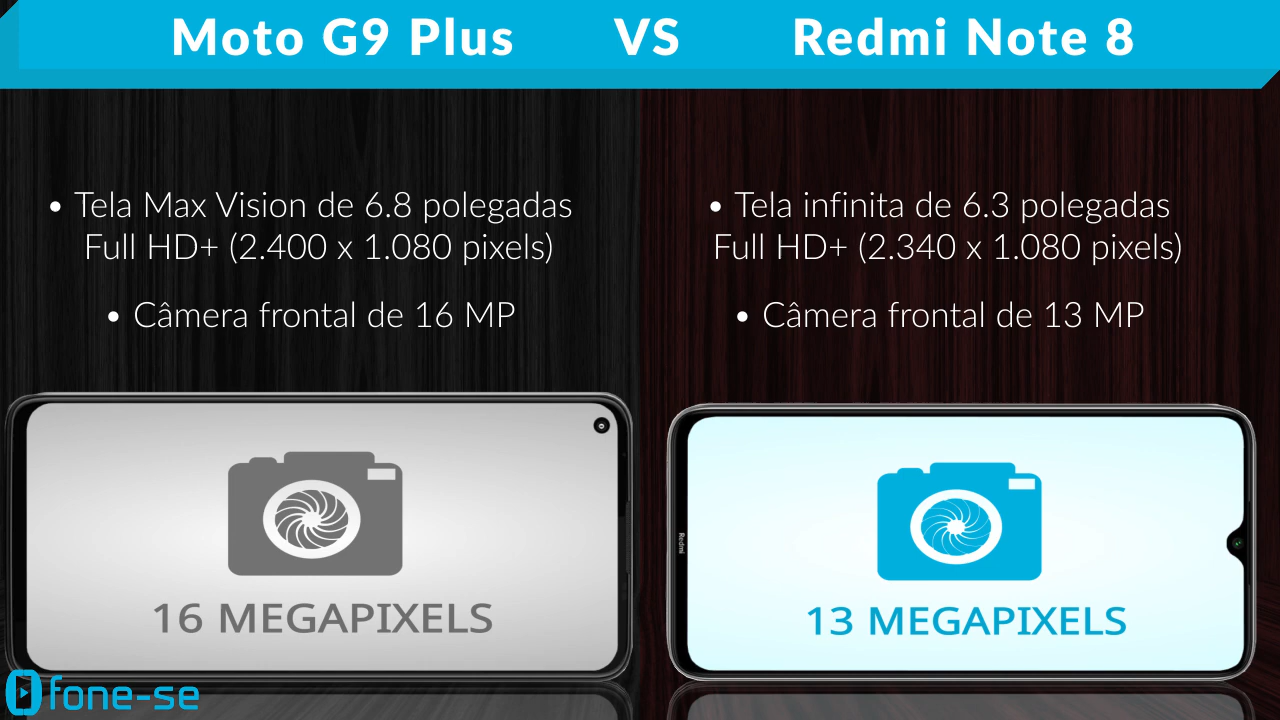 Moto G9 Plus VS Redmi Note 8
• Tela Max Vision de 6.8 polegadas
Full HD+ (2.400 x 1.080 pixels)
• Câmera frontal de 16 MP
• Tela infinita de 6.3 polegadas
Full HD+ (2.340 x 1.080 pixels)
• Câmera frontal de 13 MP
16 MEGAPIXELS
Redmi
13 MEGAPIXELS
fone-se